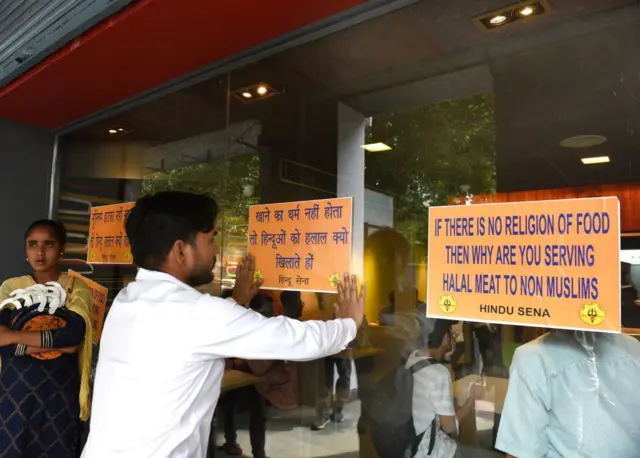 खाने का धर्म नहीं होता
तो हिन्दूओं को हलाल क्यो
खिलाते हों
हिन्दू सेना
IF THERE IS NO RELIGION OF FOOD
THEN WHY ARE YOU SERVING
HALAL MEAT TO NON MUSLIMS
HINDU SENA